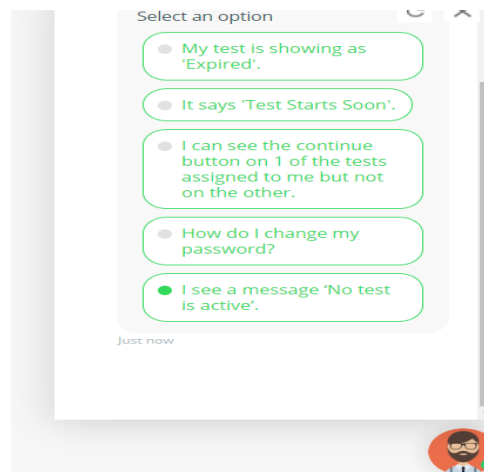 Select an option
My test is showing as
'Expired'.
It says 'Test Starts Soon'.
I can see the continue
button on 1 of the tests
assigned to me but not
on the other.
How do I change my
password?
I see a message ‘No test
is active’.
Just now